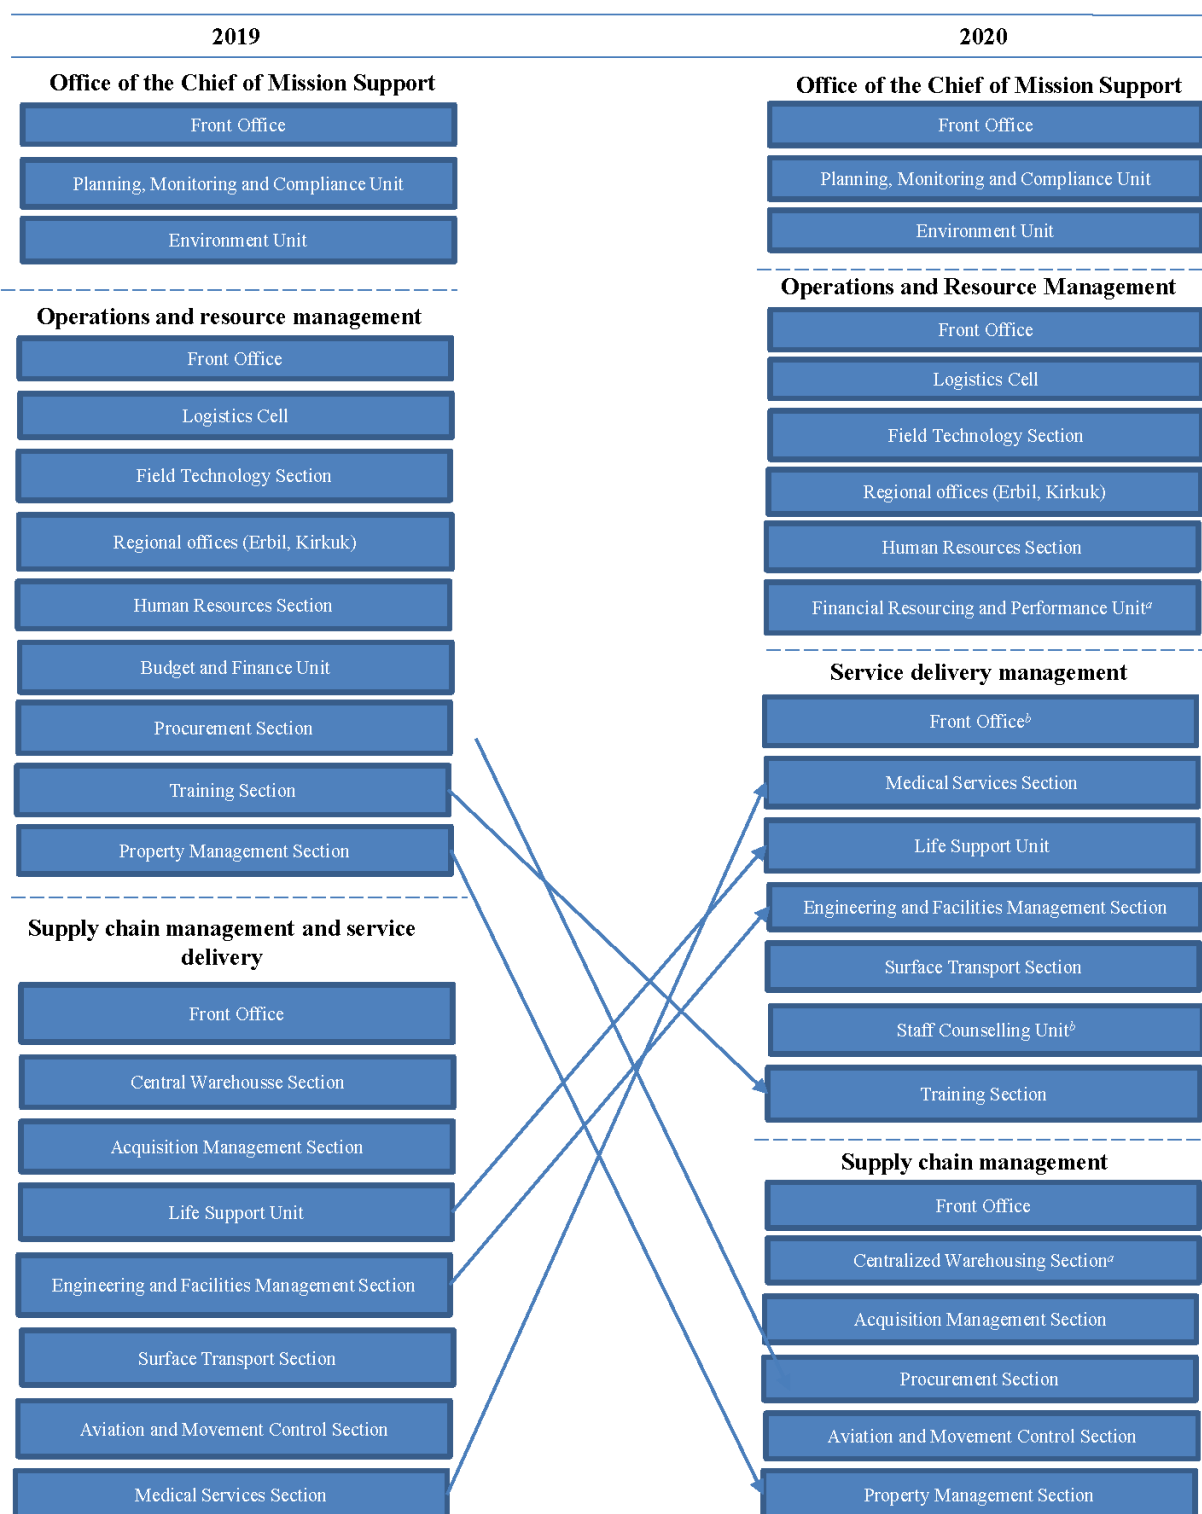 2019
Office of the Chief of Mission Support
Front Office
Planning, Monitoring and Compliance Unit
Environment Unit
Operations and resource management
Front Office
Logistics Cell
Field Technology Section
Regional offices (Erbil, Kirkuk)
Human Resources Section
Budget and Finance Unit
Procurement Section
Training Section
Property Management Section
Supply chain management and service
delivery
Front Office
Central Warehousse Section
Acquisition Management Section
Life Support Unit
Engineering and Facilities Management Section
Surface Transport Section
Aviation and Movement Control Section
Medical Services Section
2020
Office of the Chief of Mission Support
Front Office
Planning, Monitoring and Compliance Unit
Environment Unit
Operations and Resource Management
Front Office
Logistics Cell
Field Technology Section
Regional offices (Erbil, Kirkuk)
Human Resources Section
Financial Resourcing and Performance Unitᵃ
Service delivery management
Front Officeᵇ
Medical Services Section
Life Support Unit
Engineering and Facilities Management Section
Surface Transport Section
Staff Counselling Unitᵇ
Training Section
Supply chain management
Front Office
Centralized Warehousing Sectionᵃ
Acquisition Management Section
Procurement Section
Aviation and Movement Control Section
Property Management Section